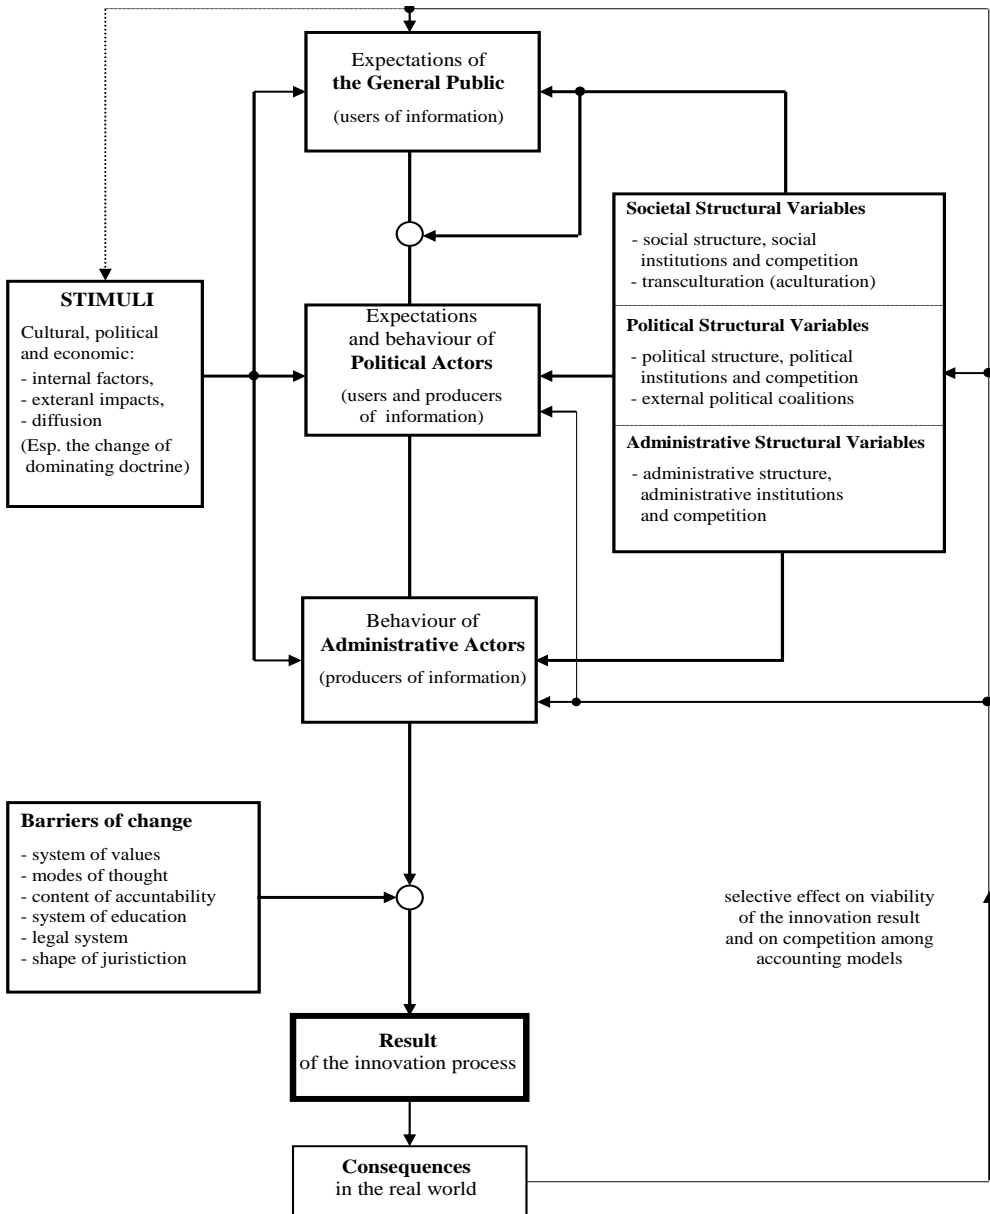 Expectations of
the General Public
(users of information)
Societal Structural Variables
- social structure, social
institutions and competition
- transculturation (aculturation)
Political Structural Variables
- political structure, political
institutions and competition
- external political coalitions
Administrative Structural Variables
- administrative structure,
administrative institutions
and competition
STIMULI
Cultural, political
and economic:
- internal factors,
- exteranl impacts,
- diffusion
(Esp. the change of
dominating doctrine)
Expectations
and behaviour of
Political Actors
(users and producers
of information)
Behaviour of
Administrative Actors
(producers of information)
Barriers of change
- system of values
- modes of thought
- content of accuntability
- system of education
- legal system
- shape of juristiction
selective effect on viability
of the innovation result
and on competition among
accounting models
Result
of the innovation process
Consequences
in the real world